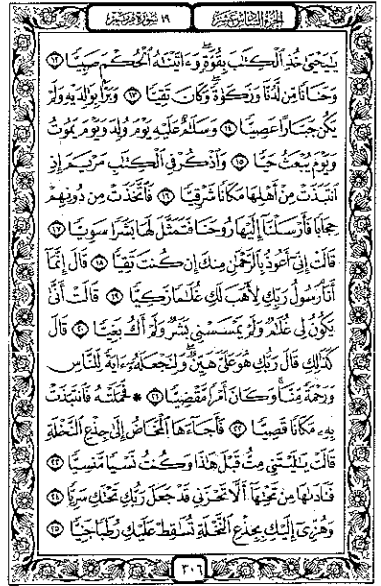 الجزء السادس عشر
١٩ سورة مريم
يَٰيَحْيَىٰ خُذِ ٱلْكِتَٰبَ بِقُوَّةٍۖ وَءَاتَيْنَٰهُ ٱلْحُكْمَ صَبِيًّا ١٢
وَحَنَانًا مِّن لَّدُنَّا وَزَكَوٰةًۖ وَكَانَ تَقِيًّا ١٣ وَبَرًّۢا بِوَٰلِدَيْهِ وَلَمْ
يَكُن جَبَّارًا عَصِيًّا ١٤ وَسَلَٰمٌ عَلَيْهِ يَوْمَ وُلِدَ وَيَوْمَ يَمُوتُ
وَيَوْمَ يُبْعَثُ حَيًّا ١٥ وَٱذْكُرْ فِى ٱلْكِتَٰبِ مَرْيَمَ إِذِ
ٱنتَبَذَتْ مِنْ أَهْلِهَا مَكَانًا شَرْقِيًّا ١٦ فَٱتَّخَذَتْ مِن دُونِهِمْ
حِجَابًا فَأَرْسَلْنَآ إِلَيْهَا رُوحَنَا فَتَمَثَّلَ لَهَا بَشَرًا سَوِيًّا ١٧
قَالَتْ إِنِّىٓ أَعُوذُ بِٱلرَّحْمَٰنِ مِنكَ إِن كُنتَ تَقِيًّا ١٨ قَالَ إِنَّمَآ
أَنَا۠ رَسُولُ رَبِّكِ لِأَهَبَ لَكِ غُلَٰمًا زَكِيًّا ١٩ قَالَتْ أَنَّىٰ
يَكُونُ لِى غُلَٰمٌ وَلَمْ يَمْسَسْنِى بَشَرٌ وَلَمْ أَكُ بَغِيًّا ٢٠ قَالَ
كَذَٰلِكِ قَالَ رَبُّكِ هُوَ عَلَىَّ هَيِّنٌۖ وَلِنَجْعَلَهُۥٓ ءَايَةً لِّلنَّاسِ
وَرَحْمَةً مِّنَّاۚ وَكَانَ أَمْرًا مَّقْضِيًّا ٢١ * فَحَمَلَتْهُ فَٱنتَبَذَتْ
بِهِۦ مَكَانًا قَصِيًّا ٢٢ فَأَجَآءَهَا ٱلْمَخَاضُ إِلَىٰ جِذْعِ ٱلنَّخْلَةِ
قَالَتْ يَٰلَيْتَنِى مِتُّ قَبْلَ هَٰذَا وَكُنتُ نَسْيًا مَّنسِيًّا ٢٣
فَنَادَىٰهَا مِن تَحْتِهَآ أَلَّا تَحْزَنِى قَدْ جَعَلَ رَبُّكِ تَحْتَكِ سَرِيًّا ٢٤
وَهُزِّىٓ إِلَيْكِ بِجِذْعِ ٱلنَّخْلَةِ تُسَٰقِطْ عَلَيْكِ رُطَبًا جَنِيًّا ٢٥
٣٠٦